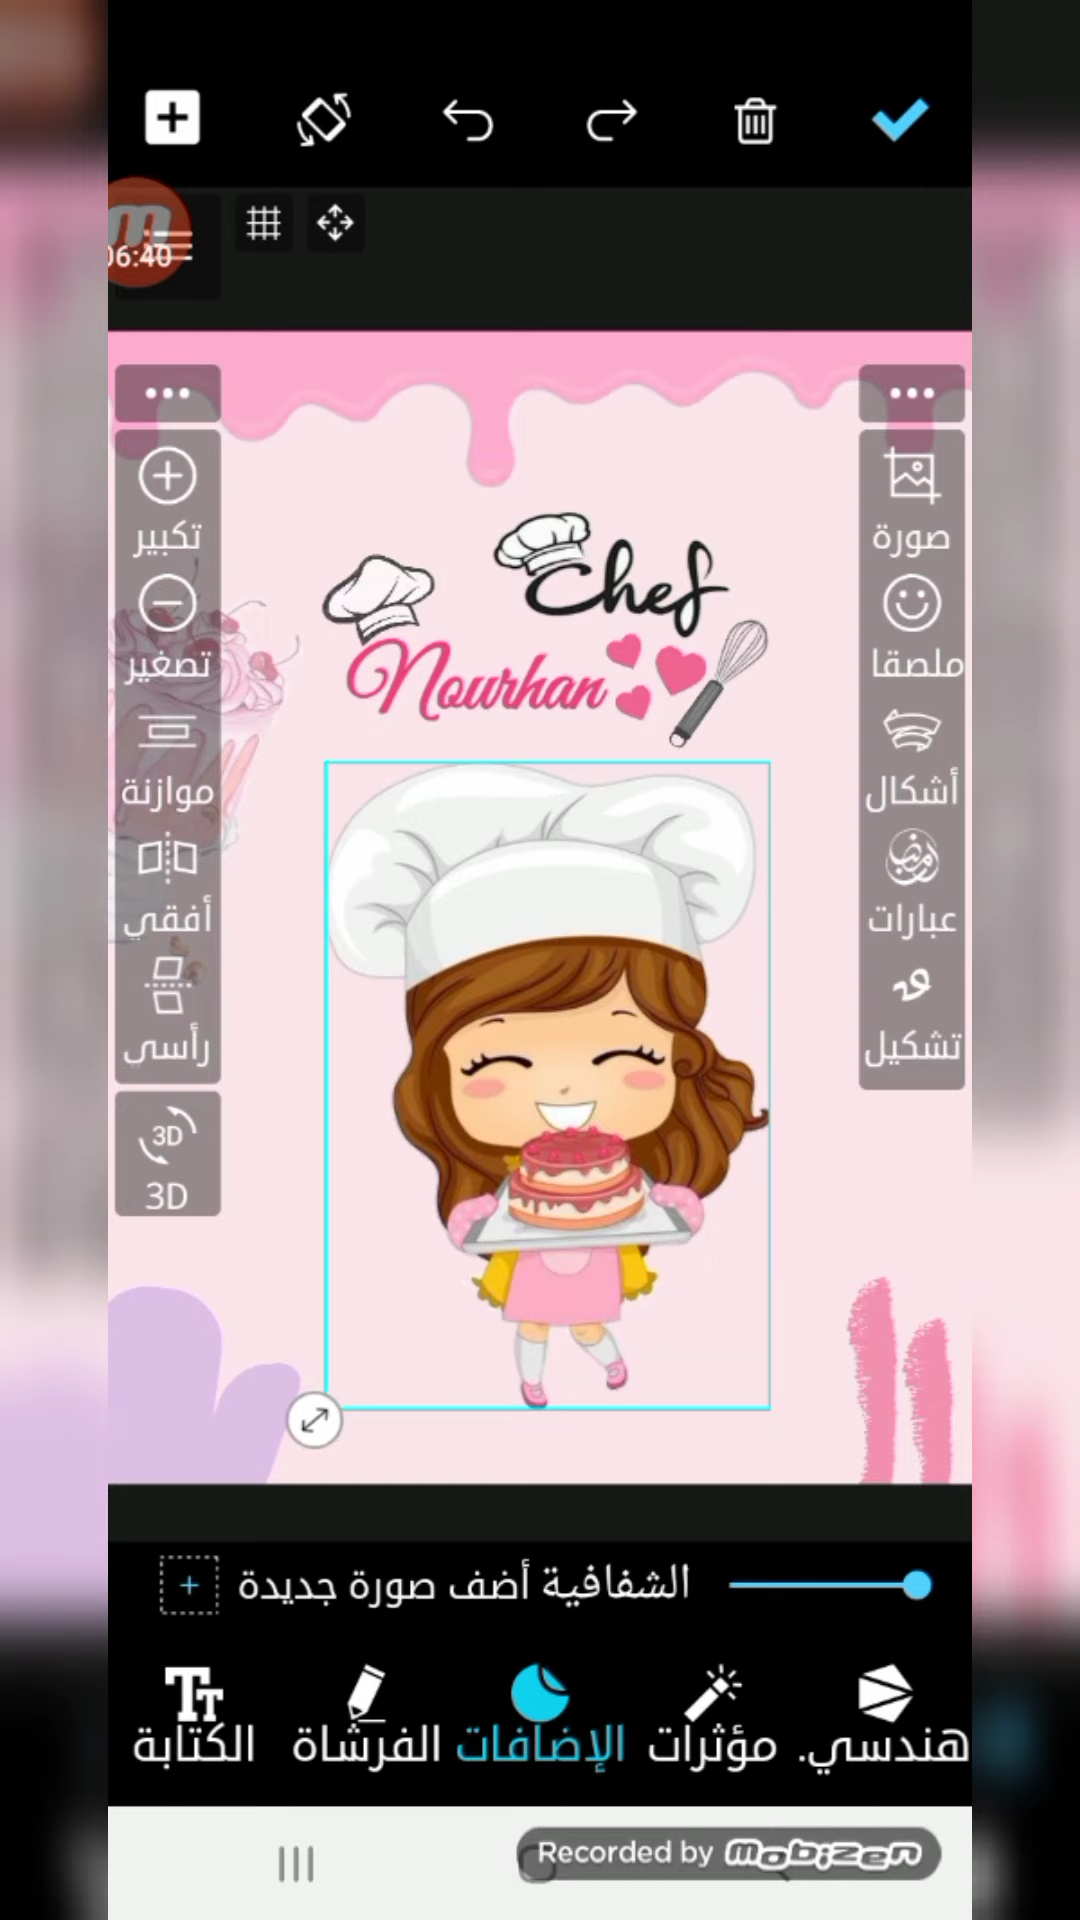 06:40
تكبير
تصغير
موازنة
أفقي
رأسي
3D
3D
صورة
ملصقا
أشكال
عبارات
تشكيل
Chef
Nourhan
الشفافية أضف صورة جديدة
الكتابة الفرشاة الإضافات مؤثرات هندسي.
Recorded by mobizen